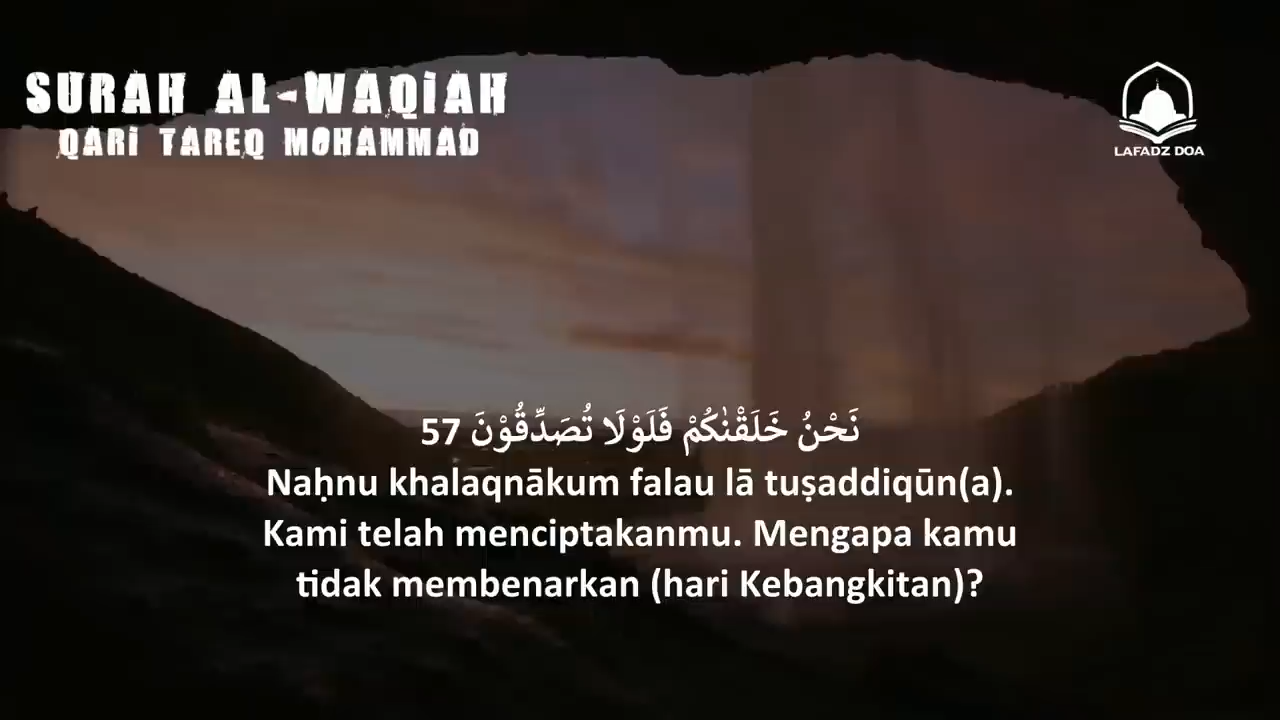 SURAH AL-WAQiAH
QARi TAREQ MOHAMMAD
LAFADZ DOA
نَحْنُ خَلَقْنٰكُمْ فَلَوْلَا تُصَدِّقُوْنَ 57
Naḥnu khalaqnākum falau lā tuṣaddiqūn(a).
Kami telah menciptakanmu. Mengapa kamu
tidak membenarkan (hari Kebangkitan)?